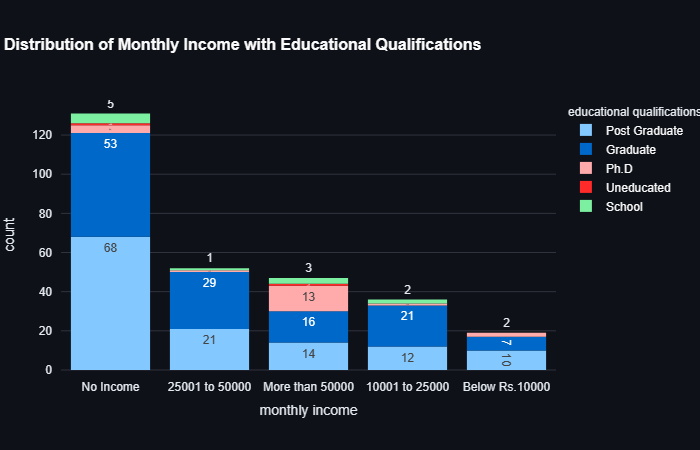 Distribution of Monthly Income with Educational Qualifications
educational qualifications
Post Graduate
Graduate
Ph.D
Uneducated
School
count
120
100
80
60
40
20
0
5
53
68
1
29
21
3
13
16
14
2
21
12
2
7
10
No Income
25001 to 50000
More than 50000
10001 to 25000
Below Rs.10000
monthly income